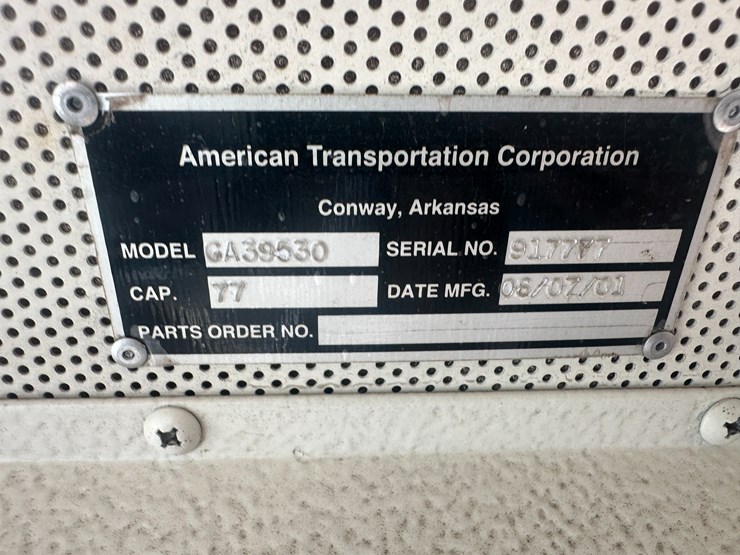 American Transportation Corporation
Conway, Arkansas
MODEL CA39530 SERIAL NO. 917777
CAP. 77 DATE MFG. 06/07/01
PARTS ORDER NO.